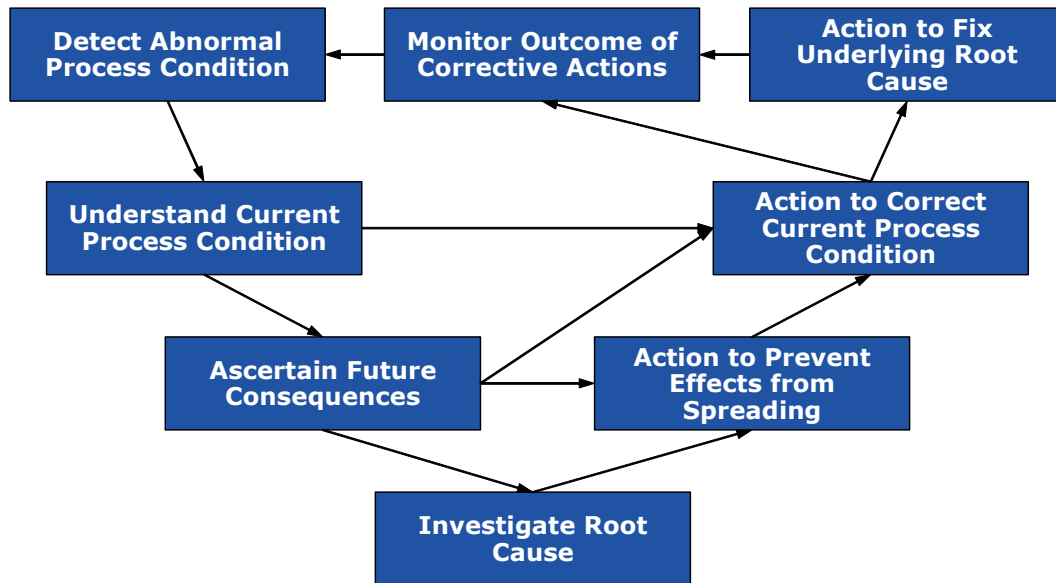 Detect Abnormal
Process Condition
Monitor Outcome of
Corrective Actions
Action to Fix
Underlying Root
Cause
Understand Current
Process Condition
Action to Correct
Current Process
Condition
Ascertain Future
Consequences
Action to Prevent
Effects from
Spreading
Investigate Root
Cause